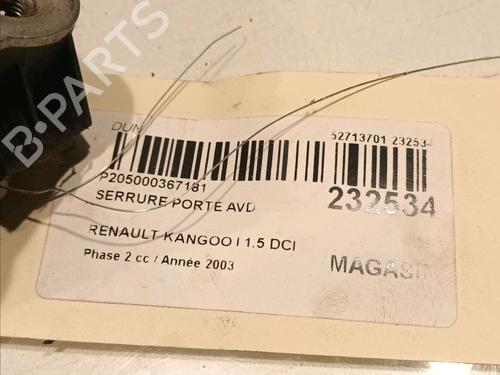 B-PARTS
DUN
52713701 232534
P205000367181
SERRURE PORTE AVD
232534
RENAULT KANGOO I 1.5 DCI
Phase 2 cc / Année 2003